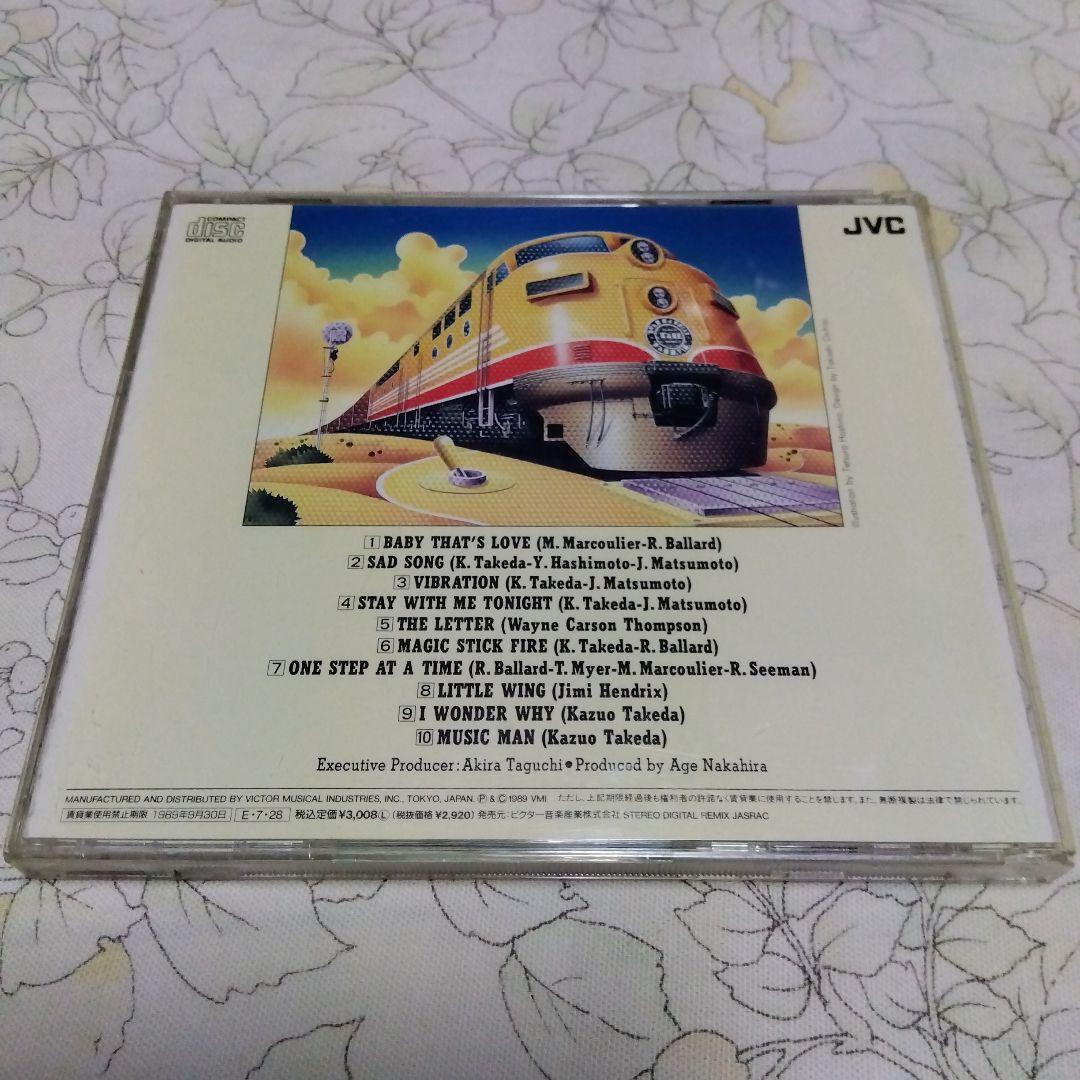 COMPACT
disc
DIGITAL AUDIO
JVC
Illustration by Tetsuro Hashimoto, Design by Takashi
1 BABY THAT'S LOVE (M. Marcoulier-R. Ballard)
2 SAD SONG (K. Takeda-Y. Hashimoto-J. Matsumoto)
3 VIBRATION (K. Takeda-J. Matsumoto)
4 STAY WITH ME TONIGHT (K. Takeda-J. Matsumoto)
5 THE LETTER (Wayne Carson Thompson)
6 MAGIC STICK FIRE (K. Takeda-R. Ballard)
7 ONE STEP AT A TIME (R. Ballard-T. Myer-M. Marcoulier-R. Seeman)
8 LITTLE WING (Jimi Hendrix)
9 I WONDER WHY (Kazuo Takeda)
10 MUSIC MAN (Kazuo Takeda)
Executive Producer: Akira Taguchi ● Produced by Age Nakahira
MANUFACTURED AND DISTRIBUTED BY VICTOR MUSICAL INDUSTRIES, INC., TOKYO, JAPAN. Ⓟ & Ⓒ 1989 VMI ただし、上記期限経過後も権利者の許諾なく賃貸業に使用することを禁じます。また、無断複製は法律で禁じられています。
賃貸業使用禁止期限 1989年9月30日 E・7・28 税込定価¥3,008Ⓛ (税抜価格 ¥2,920) 発売元:ビクター音楽産業株式会社 STEREO DIGITAL REMIX JASRAC